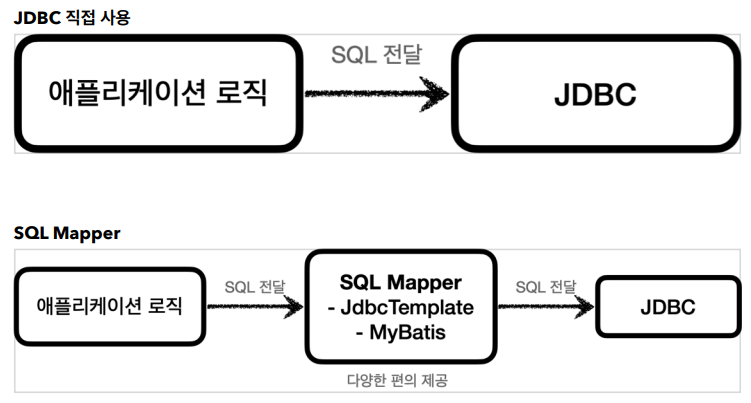 JDBC 직접 사용
SQL 전달
애플리케이션 로직
JDBC
SQL Mapper
애플리케이션 로직
SQL 전달
SQL Mapper
- JdbcTemplate
- MyBatis
SQL 전달
JDBC
다양한 편의 제공